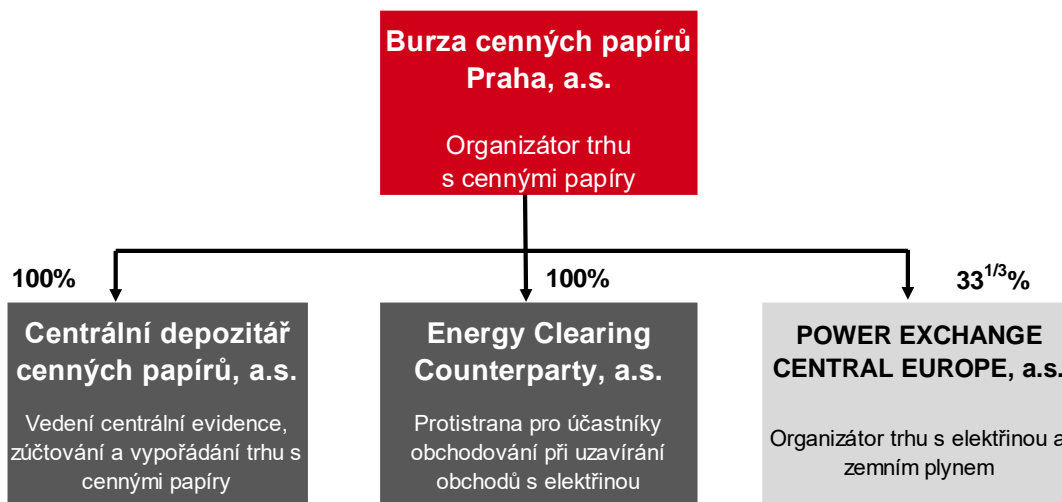 Burza cenných papírů
Praha, a.s.
Organizátor trhu
s cennými papíry
100%
100%
33^1/3%
Centrální depozitář
cenných papírů, a.s.
Vedení centrální evidence,
zúčtování a vypořádání trhu s
cennými papíry
Energy Clearing
Counterparty, a.s.
Protistrana pro účastníky
obchodování při uzavírání
obchodů s elektřinou
POWER EXCHANGE
CENTRAL EUROPE, a.s.
Organizátor trhu s elektřinou a
zemním plynem